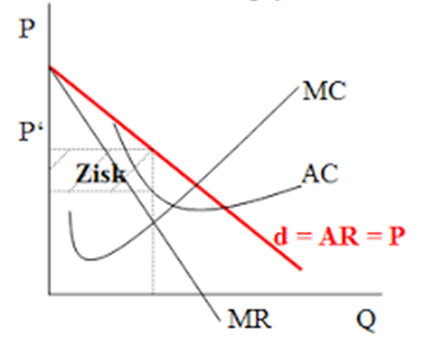 P
MC
P‘
Zisk
AC
d = AR = P
MR
Q